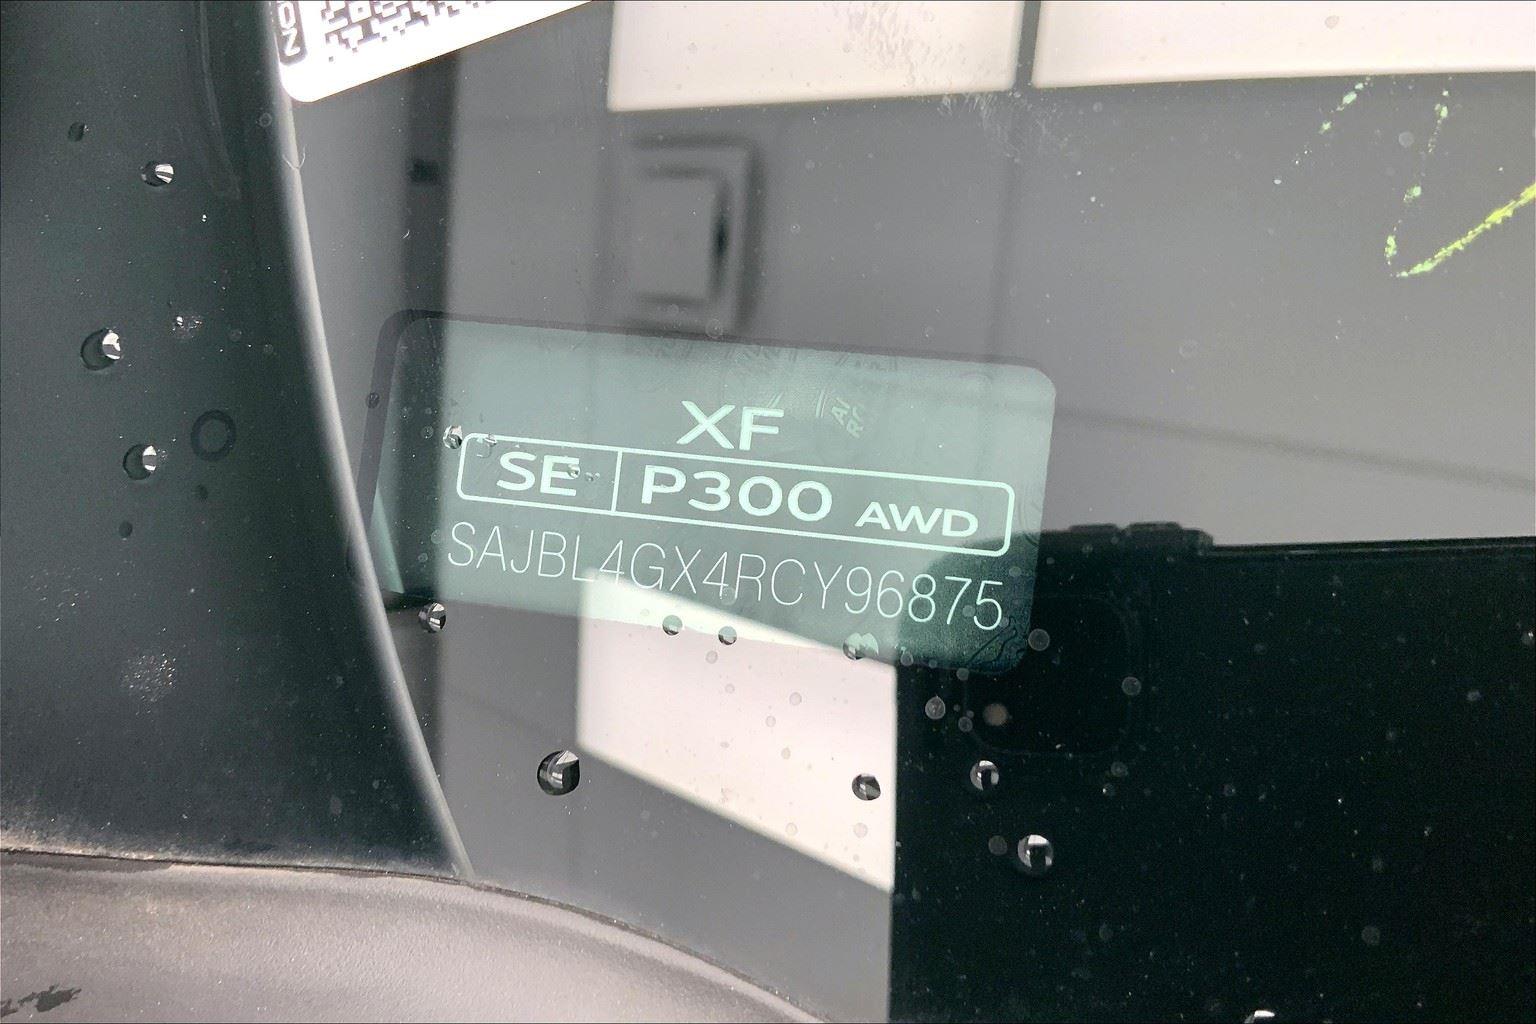 XF
SE P300 AWD
SAJBL4GX4RCY96875